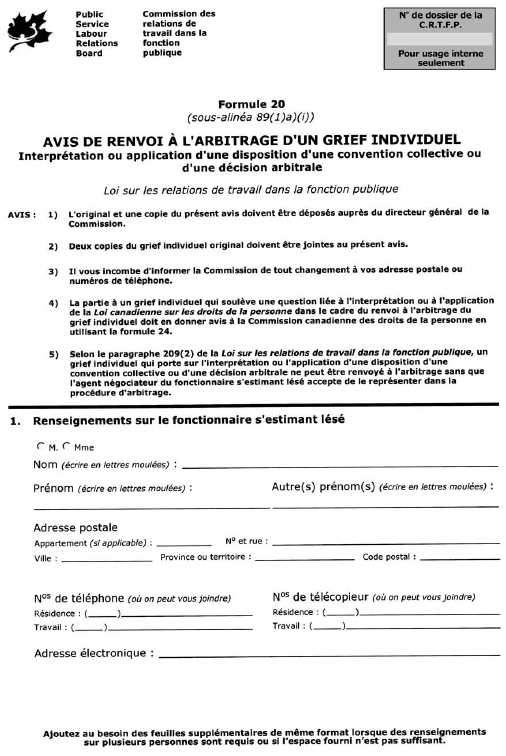 Public
Service
Labour
Relations
Board
Commission des
relations de
travail dans la
fonction
publique
N° de dossier de la
C.R.T.F.P.
Pour usage interne
seulement
Formule 20
(sous-alinéa 89(1)a)(i))
AVIS DE RENVOI À L'ARBITRAGE D'UN GRIEF INDIVIDUEL
Interprétation ou application d'une disposition d'une convention collective ou
d'une décision arbitrale
Loi sur les relations de travail dans la fonction publique
AVIS : 1) L'original et une copie du présent avis doivent être déposés auprès du directeur général de la
Commission.
2) Deux copies du grief individuel original doivent être jointes au présent avis.
3) Il vous incombe d'informer la Commission de tout changement à vos adresse postale ou
numéros de téléphone.
4) La partie à un grief individuel qui soulève une question liée à l'interprétation ou à l'application
de la Loi canadienne sur les droits de la personne dans le cadre du renvoi à l'arbitrage du
grief individuel doit en donner avis à la Commission canadienne des droits de la personne en
utilisant la formule 24.
5) Selon le paragraphe 209(2) de la Loi sur les relations de travail dans la fonction publique, un
grief individuel qui porte sur l'interprétation ou l'application d'une disposition d'une
convention collective ou d'une décision arbitrale ne peut être renvoyé à l'arbitrage sans que
l'agent négociateur du fonctionnaire s'estimant lésé accepte de le représenter dans la
procédure d'arbitrage.
1. Renseignements sur le fonctionnaire s'estimant lésé
M. Mme
Nom (écrire en lettres moulées) :
Prénom (écrire en lettres moulées) : Autre(s) prénom(s) (écrire en lettres moulées) :
Adresse postale
Appartement (si applicable) : N° et rue :
Ville : Province ou territoire : Code postal :
Nos de téléphone (où on peut vous joindre) Nos de télécopieur (où on peut vous joindre)
Résidence : (____) Résidence : (____)
Travail : (____) Travail : (____)
Adresse électronique :
Ajoutez au besoin des feuilles supplémentaires de même format lorsque des renseignements
sur plusieurs personnes sont requis ou si l'espace fourni n'est pas suffisant.